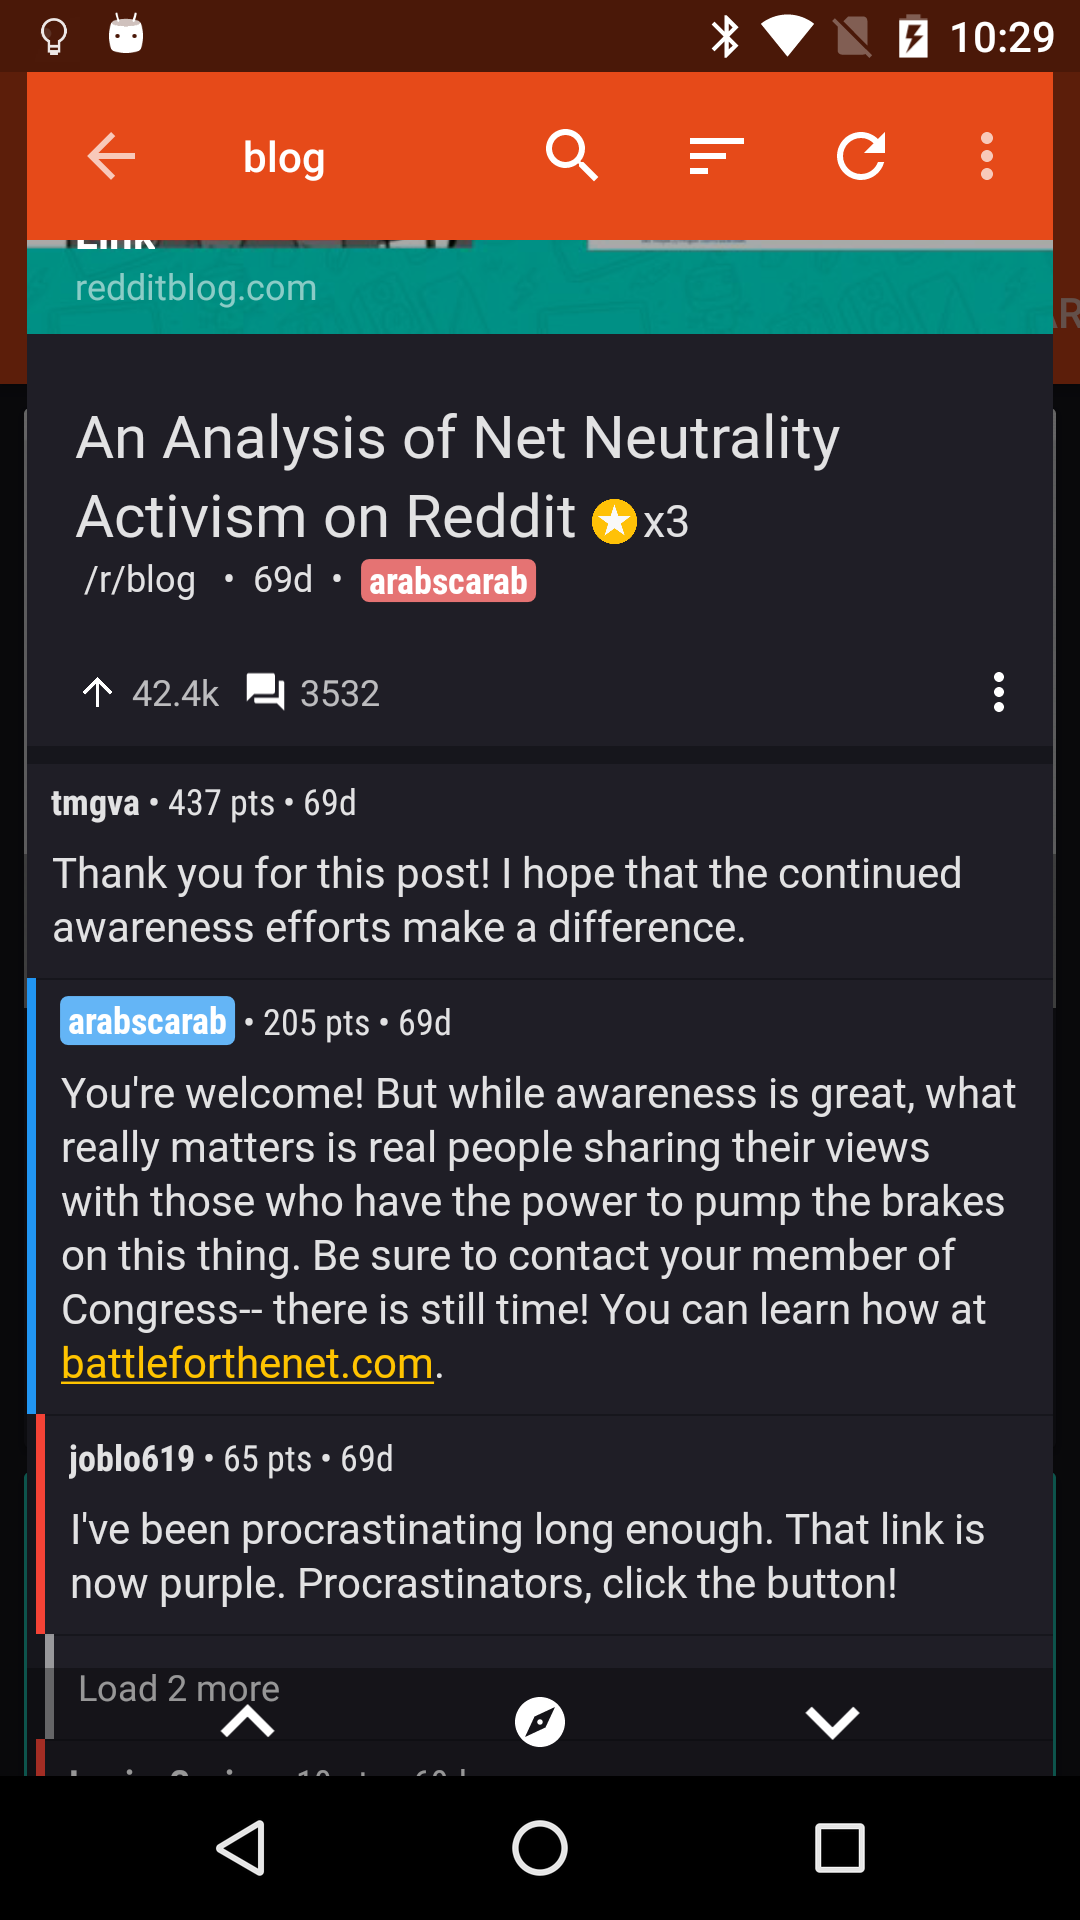 10:29
blog
Link
redditblog.com
An Analysis of Net Neutrality
Activism on Reddit x3
/r/blog • 69d • arabscarab
42.4k 3532
tmgva • 437 pts • 69d
Thank you for this post! I hope that the continued
awareness efforts make a difference.
arabscarab • 205 pts • 69d
You're welcome! But while awareness is great, what
really matters is real people sharing their views
with those who have the power to pump the brakes
on this thing. Be sure to contact your member of
Congress-- there is still time! You can learn how at
battleforthenet.com.
joblo619 • 65 pts • 69d
I've been procrastinating long enough. That link is
now purple. Procrastinators, click the button!
Load 2 more